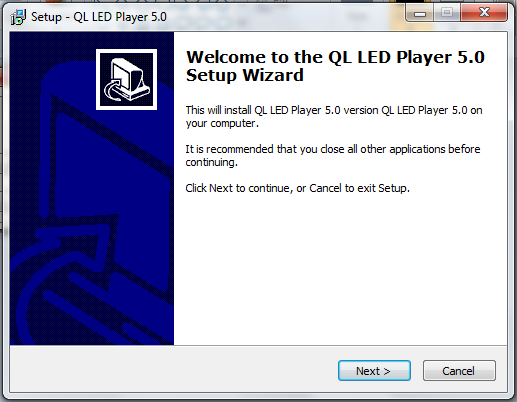 Setup - QL LED Player 5.0
Welcome to the QL LED Player 5.0
Setup Wizard
This will install QL LED Player 5.0 version QL LED Player 5.0 on
your computer.
It is recommended that you close all other applications before
continuing.
Click Next to continue, or Cancel to exit Setup.
Next >
Cancel